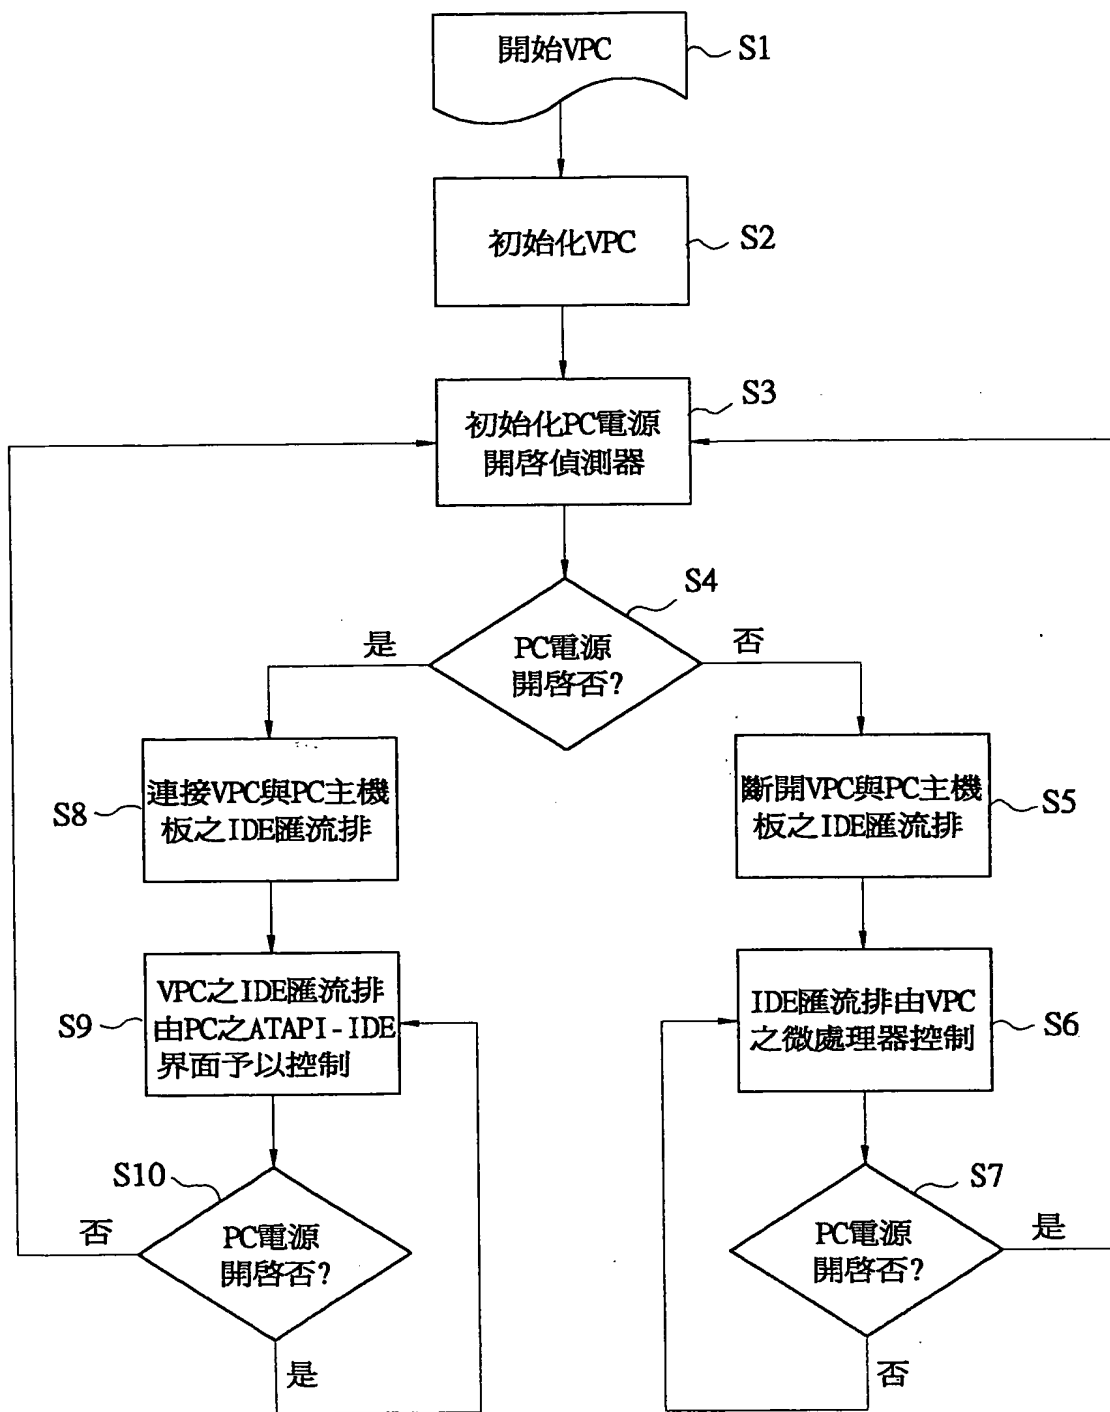 開始VPC
S1
初始化VPC
S2
初始化PC電源
開啓偵測器
S3
PC電源
開啓否?
S4
是
否
連接VPC與PC主機
板之IDE匯流排
S8
斷開VPC與PC主機
板之IDE匯流排
S5
VPC之IDE匯流排
由PC之ATAPI-IDE
界面予以控制
S9
IDE匯流排由VPC
之微處理器控制
S6
S10
PC電源
開啓否?
否
是
S7
PC電源
開啓否?
是
否